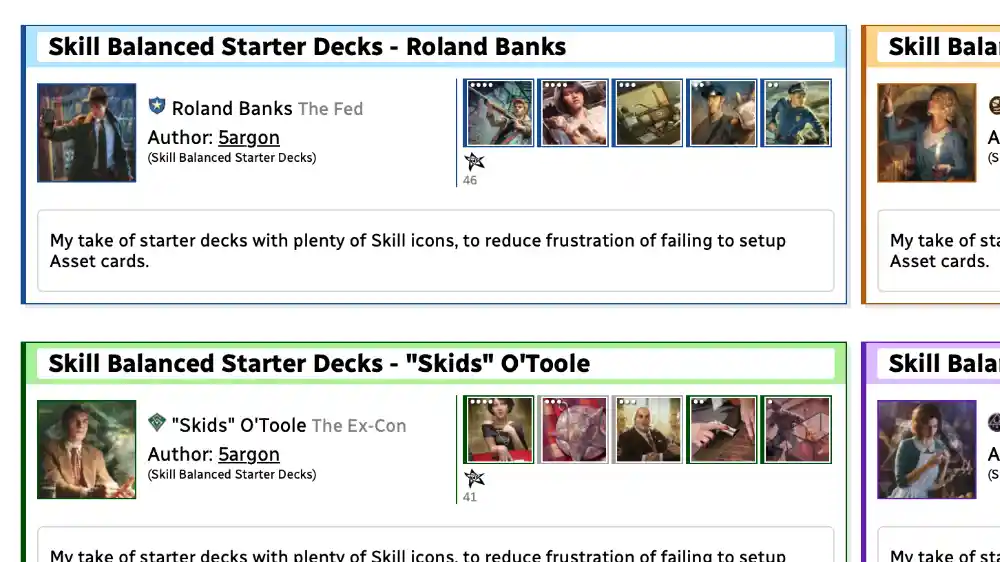 Skill Balanced Starter Decks - Roland Banks
Roland Banks The Fed
Author: 5argon
(Skill Balanced Starter Decks)
46
My take of starter decks with plenty of Skill icons, to reduce frustration of failing to setup
Asset cards.
Skill Bala
A
(S
My take of sta
Asset cards.
Skill Balanced Starter Decks - "Skids" O'Toole
"Skids" O'Toole The Ex-Con
Author: 5argon
(Skill Balanced Starter Decks)
41
My take of starter decks with plenty of Skill icons, to reduce frustration of failing to setup
Skill Bala
A
(S
My take of sta